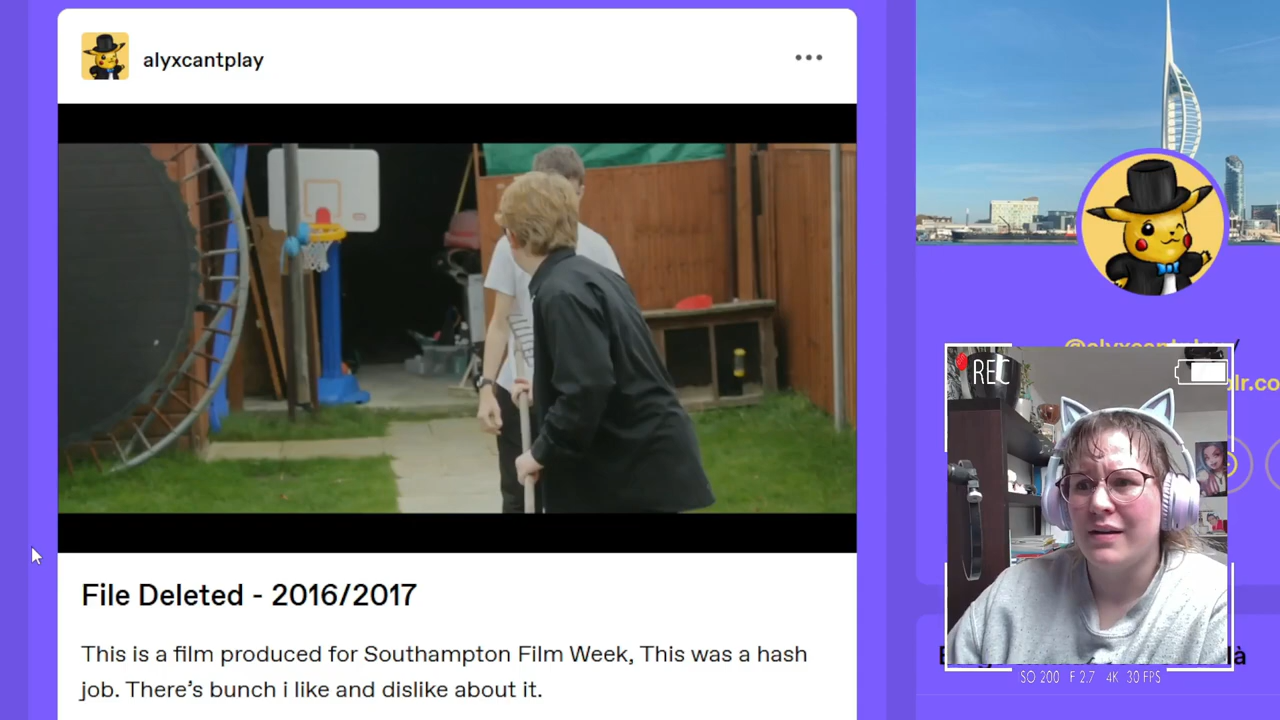 alyxcantplay
File Deleted - 2016/2017
This is a film produced for Southampton Film Week, This was a hash
job. There's bunch i like and dislike about it.
REC
SO 200 F 2.7 4K 30 FPS